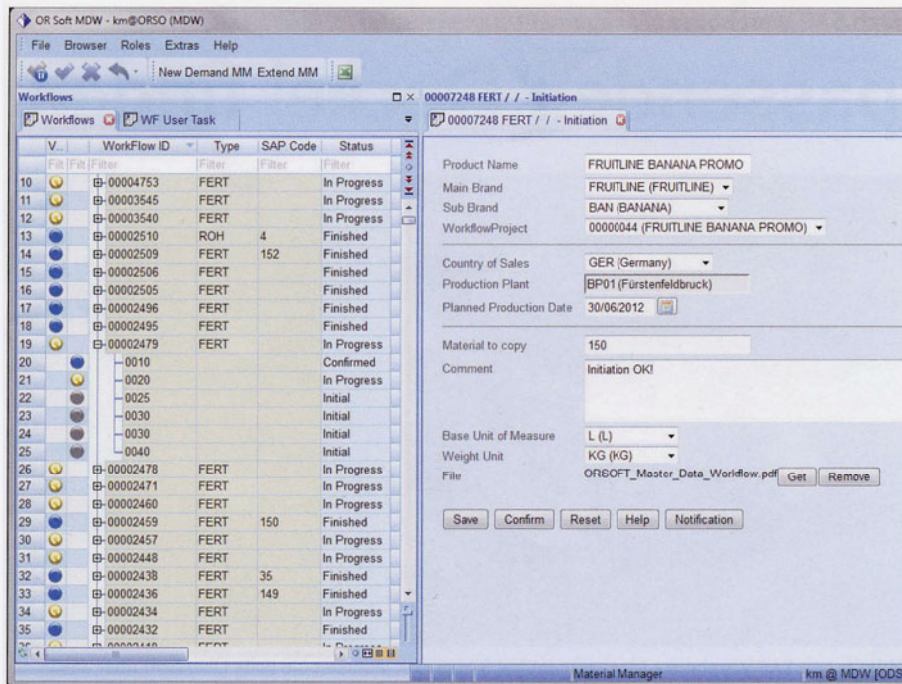 OR Soft MDW - km@ORSO (MDW)
File Browser Roles Extras Help
New Demand MM Extend MM
Workflows
Workflows WF User Task
V... WorkFlow ID Type SAP Code Status
Filt Filt Filter Filter Filter Filter
10 00004753 FERT In Progress
11 00003545 FERT In Progress
12 00003540 FERT In Progress
13 00002510 ROH 4 Finished
14 00002509 FERT 152 Finished
15 00002506 FERT Finished
16 00002505 FERT Finished
17 00002496 FERT Finished
18 00002495 FERT Finished
19 00002479 FERT In Progress
20 0010 Confirmed
21 0020 In Progress
22 0025 Initial
23 0030 Initial
24 0030 Initial
25 0040 Initial
26 00002478 FERT In Progress
27 00002471 FERT In Progress
28 00002460 FERT In Progress
29 00002459 FERT 150 Finished
30 00002457 FERT In Progress
31 00002448 FERT In Progress
32 00002438 FERT 35 Finished
33 00002436 FERT 149 Finished
34 00002434 FERT In Progress
35 00002432 FERT Finished
00007248 FERT / / - Initiation
00007248 FERT / / - Initiation
Product Name FRUITLINE BANANA PROMO
Main Brand FRUITLINE (FRUITLINE)
Sub Brand BAN (BANANA)
WorkflowProject 00000044 (FRUITLINE BANANA PROMO)
Country of Sales GER (Germany)
Production Plant BP01 (Fürstenfeldbruck)
Planned Production Date 30/06/2012
Material to copy 150
Comment Initiation OK!
Base Unit of Measure L (L)
Weight Unit KG (KG)
File ORSOFT_Master_Data_Workflow.pdf Get Remove
Save Confirm Reset Help Notification
Material Manager km @ MDW [ODS